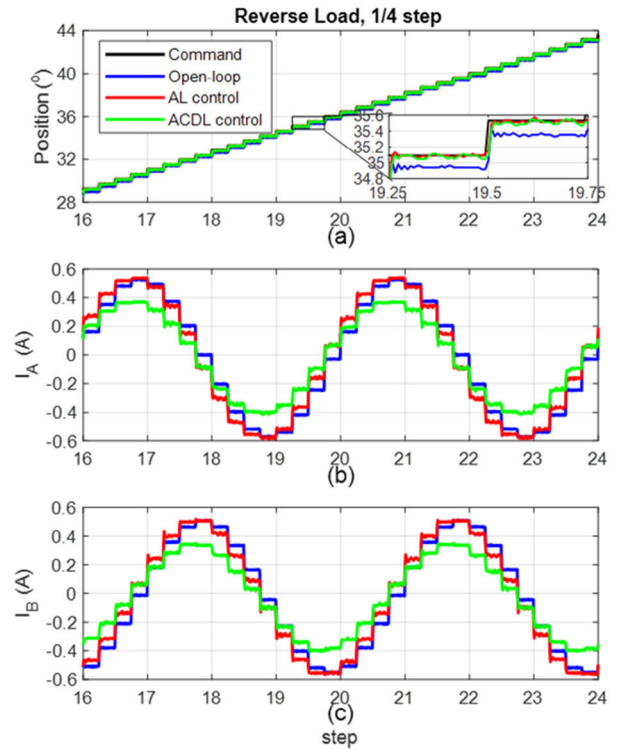 Reverse Load, 1/4 step
44
40
36
32
28
Position (⁰)
Command
Open-loop
AL control
ACDL control
35.6
35.4
35.2
35
34.8
19.25 19.5 19.75
16 17 18 19 20 21 22 23 24
(a)
0.6
0.4
0.2
0
-0.2
-0.4
-0.6
I_A (A)
16 17 18 19 20 21 22 23 24
(b)
0.6
0.4
0.2
0
-0.2
-0.4
-0.6
I_B (A)
16 17 18 19 20 21 22 23 24
(c)
step